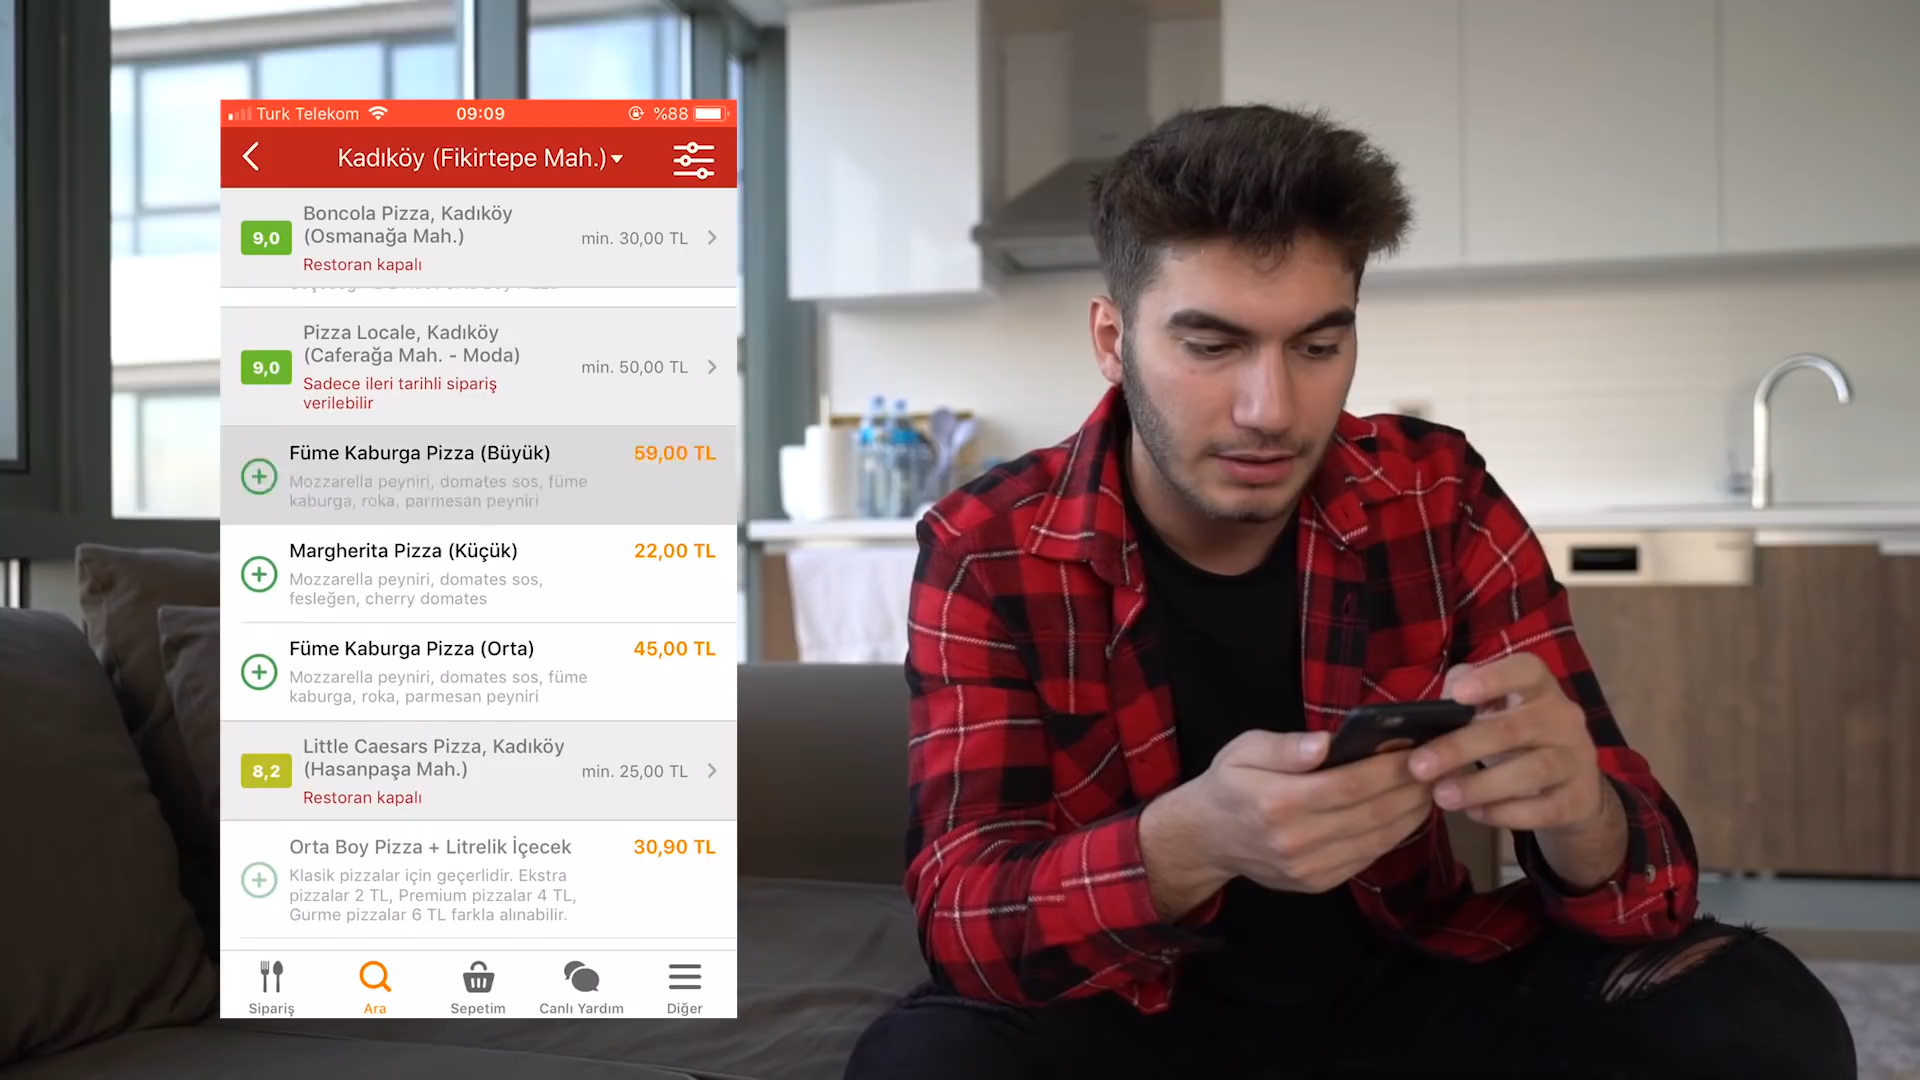 Turk Telekom 09:09 %88
Kadıköy (Fikirtepe Mah.)
Boncola Pizza, Kadıköy
(Osmanağa Mah.)
9,0 min. 30,00 TL
Restoran kapalı
Pizza Locale, Kadıköy
(Caferağa Mah. - Moda)
9,0 min. 50,00 TL
Sadece ileri tarihli sipariş
verilebilir
Füme Kaburga Pizza (Büyük) 59,00 TL
Mozzarella peyniri, domates sos, füme
kaburga, roka, parmesan peyniri
Margherita Pizza (Küçük) 22,00 TL
Mozzarella peyniri, domates sos,
fesleğen, cherry domates
Füme Kaburga Pizza (Orta) 45,00 TL
Mozzarella peyniri, domates sos, füme
kaburga, roka, parmesan peyniri
Little Caesars Pizza, Kadıköy
(Hasanpaşa Mah.)
8,2 min. 25,00 TL
Restoran kapalı
Orta Boy Pizza + Litrelik İçecek 30,90 TL
Klasik pizzalar için geçerlidir. Ekstra
pizzalar 2 TL, Premium pizzalar 4 TL,
Gurme pizzalar 6 TL farkla alınabilir.
Sipariş Ara Sepetim Canlı Yardım Diğer